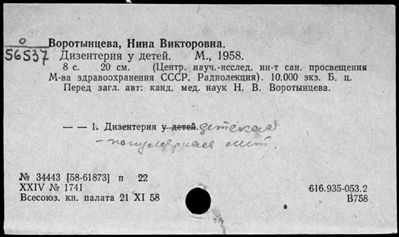 о
56537
Воротынцева, Нина Викторовна.
Дизентерия у детей. М., 1958.
8 с. 20 см. (Центр. науч.-исслед. ин-т сан. просвещения
М-ва здравоохранения СССР. Радиолекция). 10.000 экз. Б. ц.
Перед загл. авт: канд. мед. наук Н. В. Воротынцева.
— — 1. Дизентерия у детей. детская
- популярная лит.
№ 34443 [58-61873] п 22
XXIV № 1741
Всесоюз. кн. палата 21 XI 58
616.935-053.2
В758